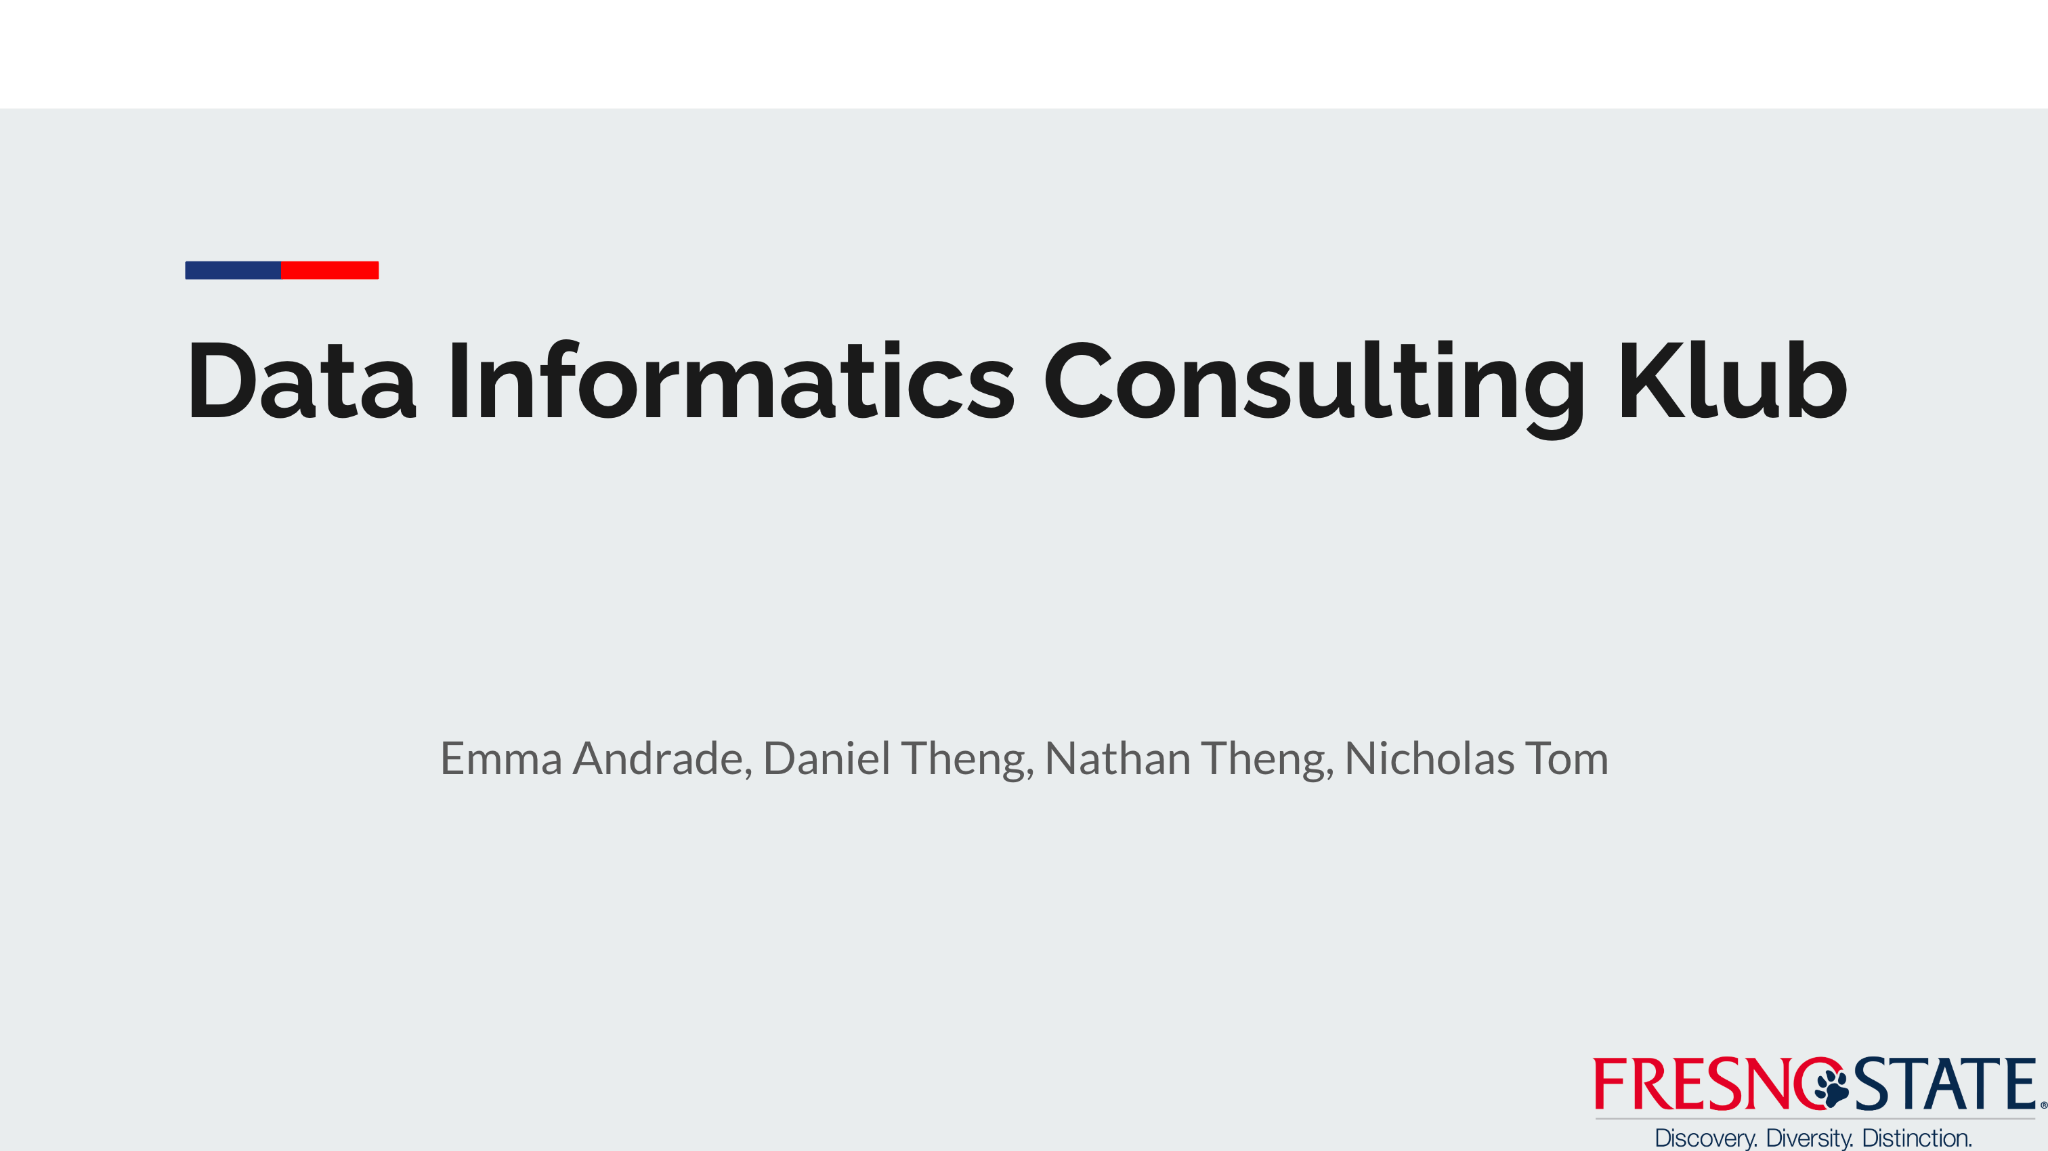 Data Informatics Consulting Klub
Emma Andrade, Daniel Theng, Nathan Theng, Nicholas Tom
FRESNO STATE®
Discovery. Diversity. Distinction.